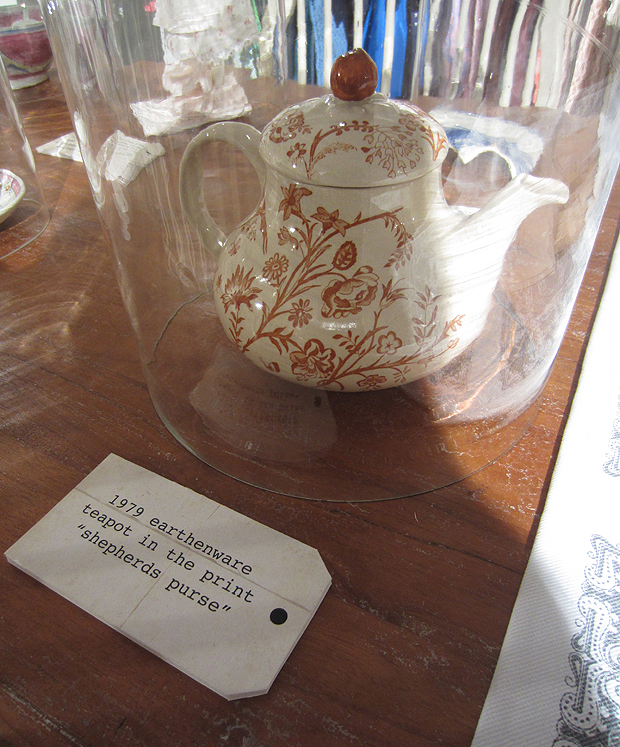 1979 earthenware
teapot in the print
"shepherds purse"